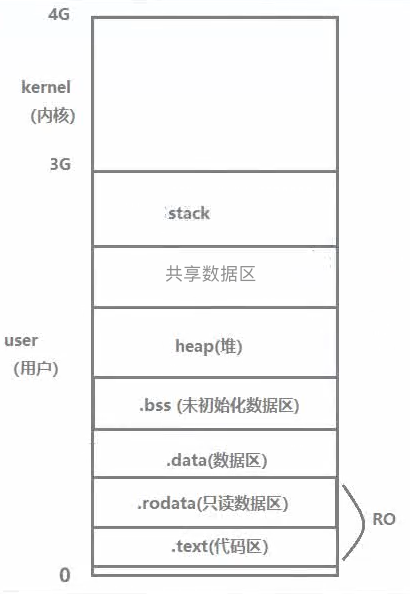 4G
kernel
(内核)
3G
stack
共享数据区
user
(用户)
heap(堆)
.bss (未初始化数据区)
.data(数据区)
.rodata(只读数据区)
RO
.text(代码区)
0